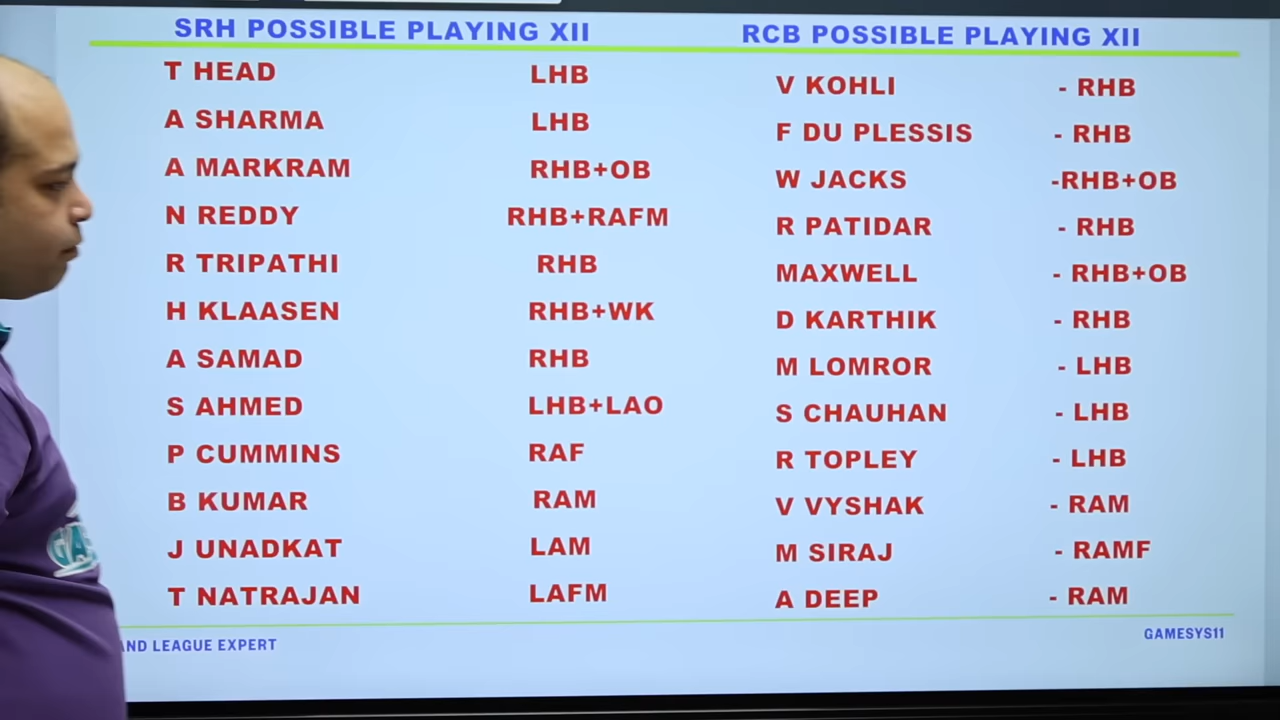 SRH POSSIBLE PLAYING XII
T HEAD LHB
A SHARMA LHB
A MARKRAM RHB+OB
N REDDY RHB+RAFM
R TRIPATHI RHB
H KLAASEN RHB+WK
A SAMAD RHB
S AHMED LHB+LAO
P CUMMINS RAF
B KUMAR RAM
J UNADKAT LAM
T NATRAJAN LAFM
RCB POSSIBLE PLAYING XII
V KOHLI - RHB
F DU PLESSIS - RHB
W JACKS -RHB+OB
R PATIDAR - RHB
MAXWELL - RHB+OB
D KARTHIK - RHB
M LOMROR - LHB
S CHAUHAN - LHB
R TOPLEY - LHB
V VYSHAK - RAM
M SIRAJ - RAMF
A DEEP - RAM
LEAGUE EXPERT
GAMESYS11